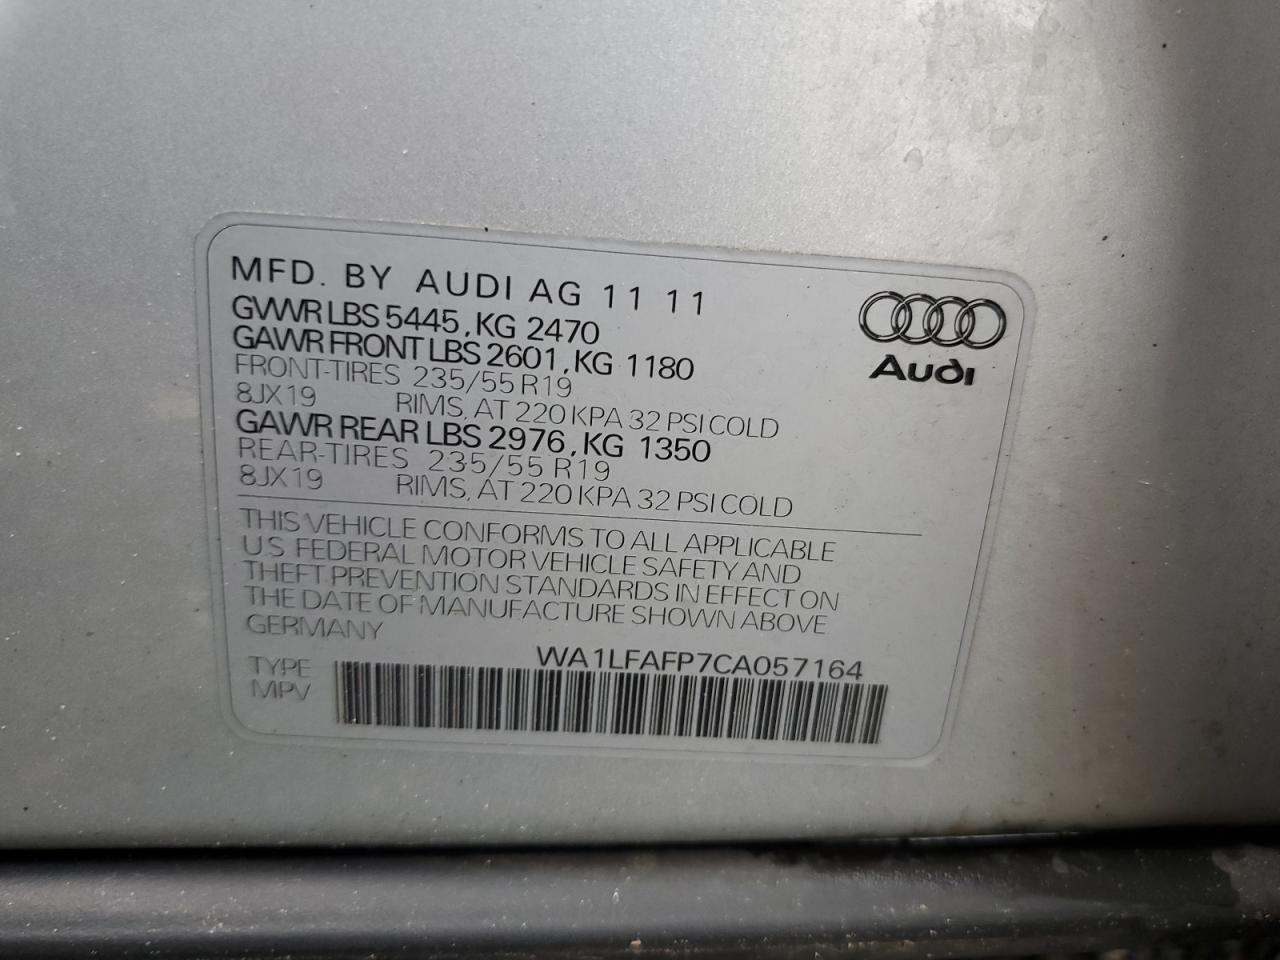 MFD. BY AUDI AG 11 11
GVWR LBS 5445, KG 2470
GAWR FRONT LBS 2601, KG 1180
FRONT-TIRES 235/55 R19
8JX19 RIMS, AT 220 KPA 32 PSI COLD
GAWR REAR LBS 2976, KG 1350
REAR-TIRES 235/55 R19
8JX19 RIMS, AT 220 KPA 32 PSI COLD
Audi
THIS VEHICLE CONFORMS TO ALL APPLICABLE
U.S. FEDERAL MOTOR VEHICLE SAFETY AND
THEFT PREVENTION STANDARDS IN EFFECT ON
THE DATE OF MANUFACTURE SHOWN ABOVE
GERMANY
WA1LFAFP7CA057164
TYPE
MPV